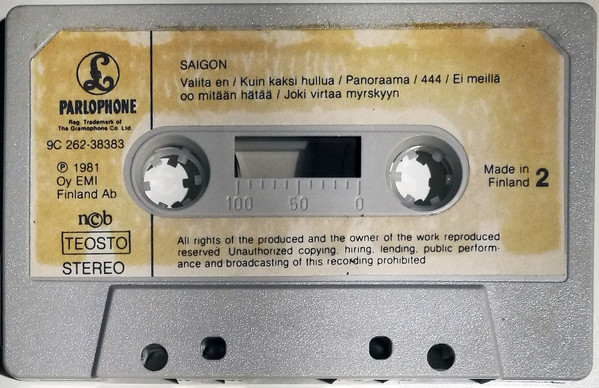 £
PARLOPHONE
Reg. Trademark of
The Gramophone Co Ltd
9C 262-38383
℗ 1981
Oy EMI
Finland Ab
ncb
TEOSTO
STEREO
SAIGON
Valita en / Kuin kaksi hullua / Panoraama / 444 / Ei meillä
oo mitään hätää / Joki virtaa myrskyyn
100 50 0
Made in
Finland 2
All rights of the produced and the owner of the work reproduced
reserved Unauthorized copying, hiring, lending, public perform-
ance and broadcasting of this recording prohibited